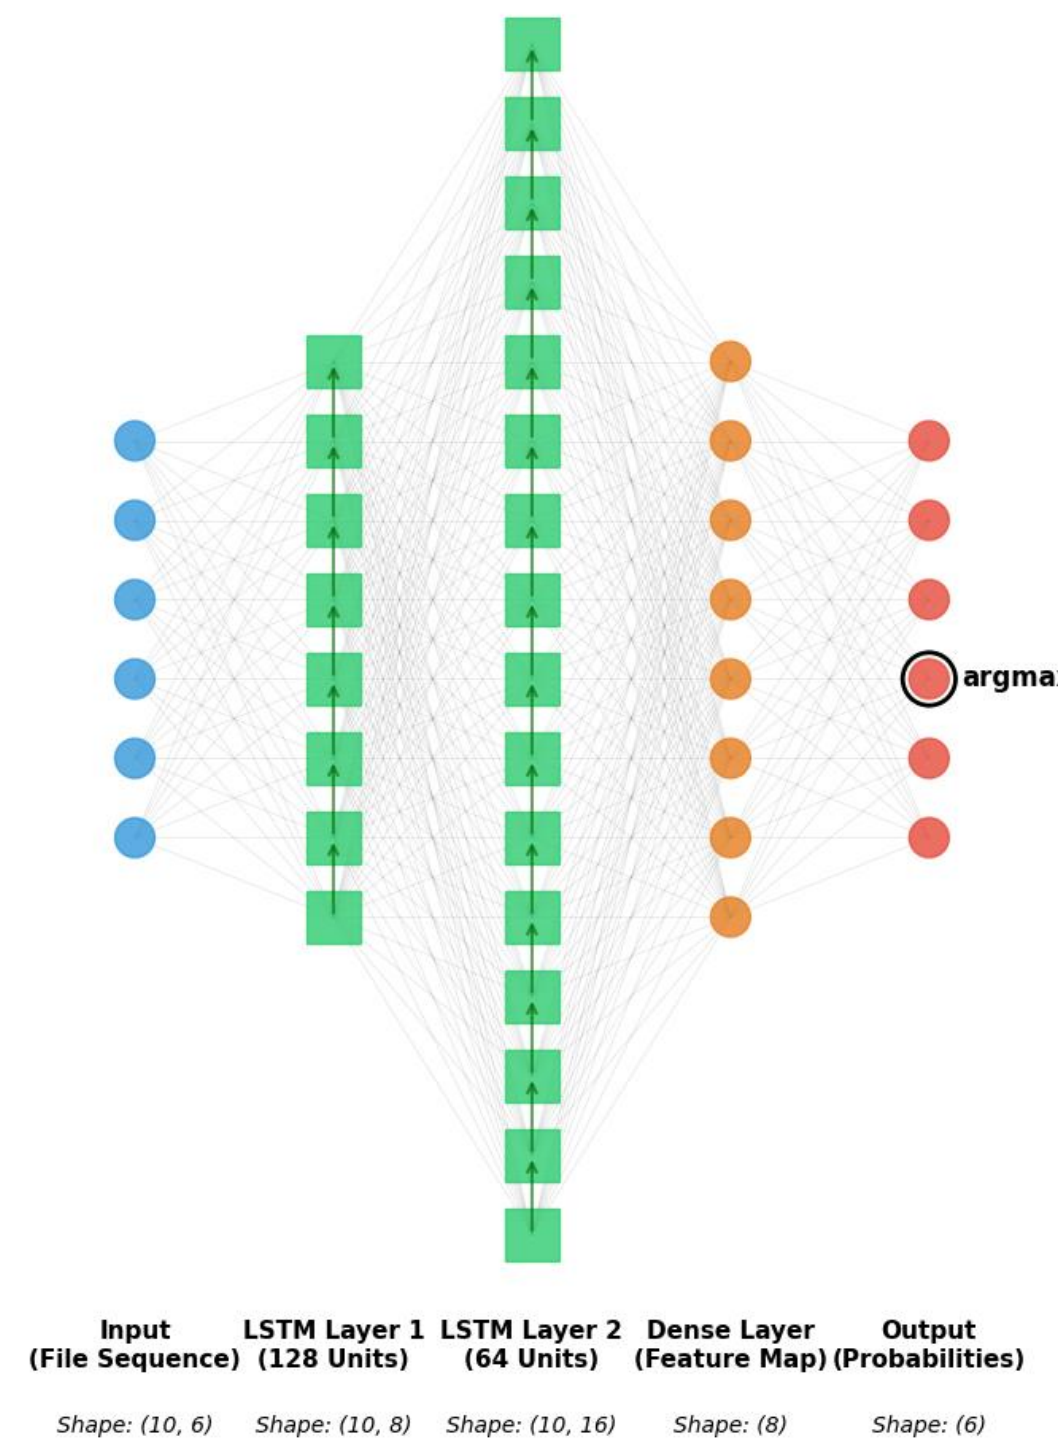 argmax
Input
(File Sequence)
LSTM Layer 1
(128 Units)
LSTM Layer 2
(64 Units)
Dense Layer
(Feature Map)
Output
(Probabilities)
Shape: (10, 6)
Shape: (10, 8)
Shape: (10, 16)
Shape: (8)
Shape: (6)